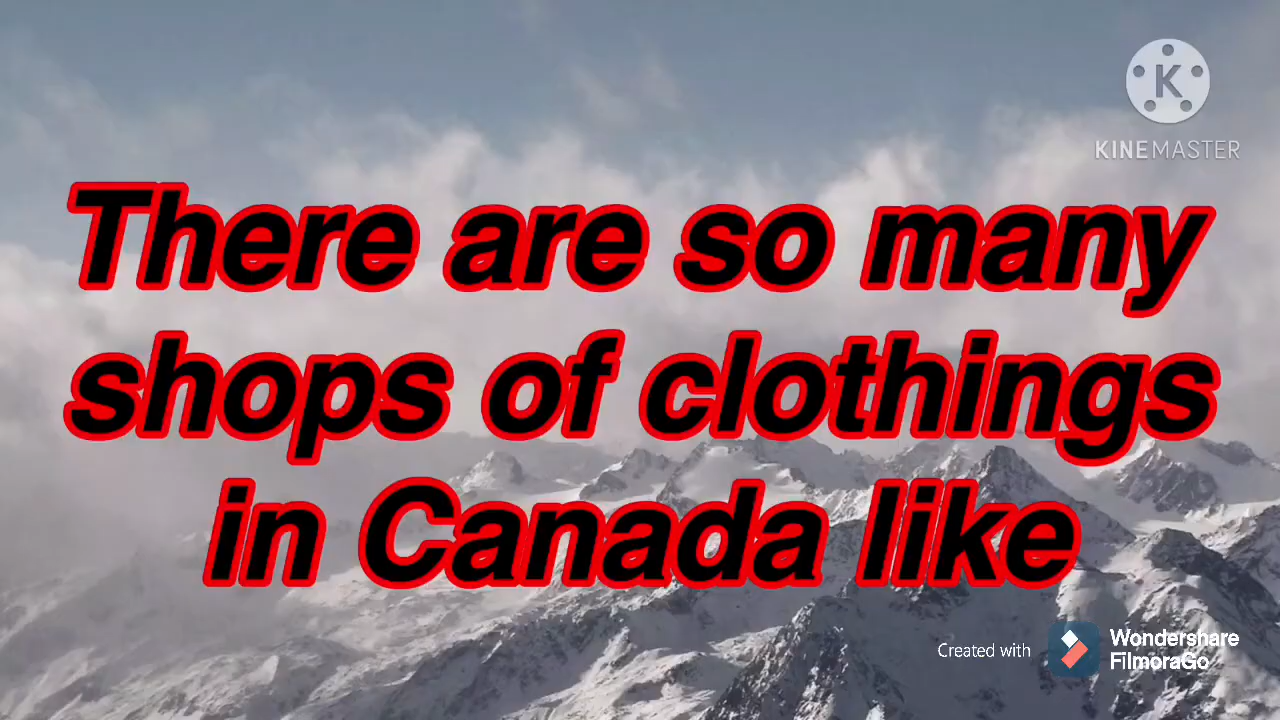 K
KINEMASTER
There are so many
shops of clothings
in Canada like
Created with
Wondershare
FilmoraGo